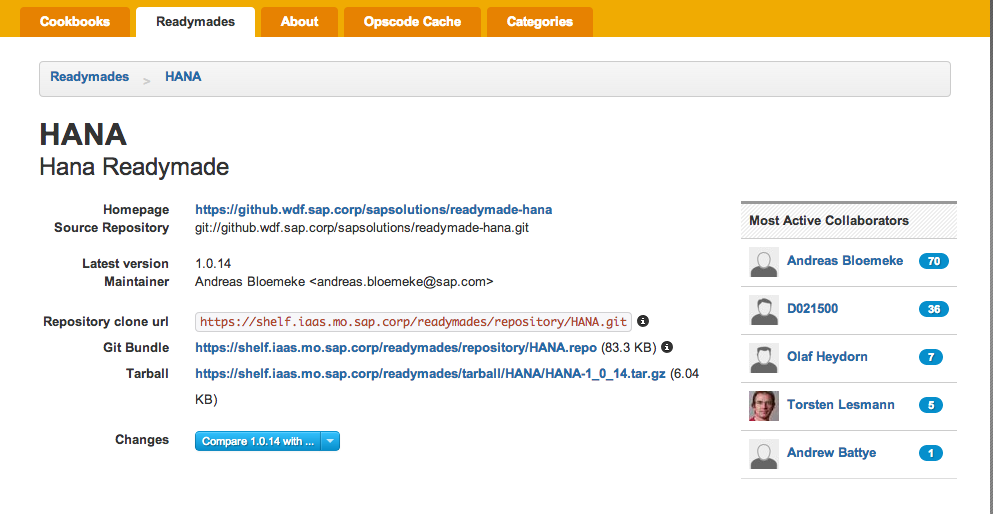 Cookbooks Readymades About Opscode Cache Categories
Readymades > HANA
HANA
Hana Readymade
Homepage https://github.wdf.sap.corp/sapsolutions/readymade-hana
Source Repository git://github.wdf.sap.corp/sapsolutions/readymade-hana.git
Latest version 1.0.14
Maintainer Andreas Bloemeke <andreas.bloemeke@sap.com>
Repository clone url https://shelf.iaas.mo.sap.corp/readymades/repository/HANA.git
Git Bundle https://shelf.iaas.mo.sap.corp/readymades/repository/HANA.repo (83.3 KB)
Tarball https://shelf.iaas.mo.sap.corp/readymades/tarball/HANA/HANA-1_0_14.tar.gz (6.04
KB)
Changes Compare 1.0.14 with ...
Most Active Collaborators
Andreas Bloemeke 70
D021500 36
Olaf Heydorn 7
Torsten Lesmann 5
Andrew Battye 1